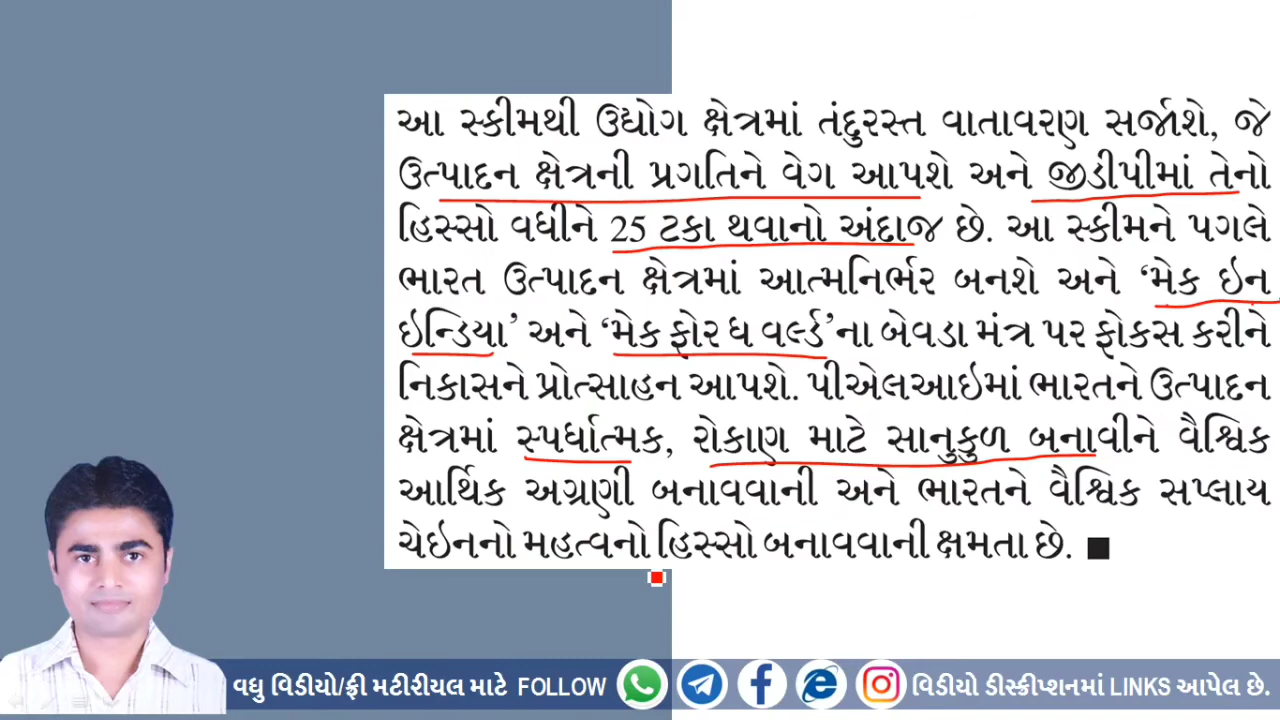 આ સ્કીમથી ઉદ્યોગ ક્ષેત્રમાં તંદુરસ્ત વાતાવરણ સર્જાશે, જે
ઉત્પાદન ક્ષેત્રની પ્રગતિને વેગ આપશે અને જીડીપીમાં તેનો
હિસ્સો વધીને 25 ટકા થવાનો અંદાજ છે. આ સ્કીમને પગલે
ભારત ઉત્પાદન ક્ષેત્રમાં આત્મનિર્ભર બનશે અને ‘મેક ઇન
ઇન્ડિયા’ અને ‘મેક ફોર ધ વર્લ્ડ’ના બેવડા મંત્ર પર ફોકસ કરીને
નિકાસને પ્રોત્સાહન આપશે. પીએલઆઇમાં ભારતને ઉત્પાદન
ક્ષેત્રમાં સ્પર્ધાત્મક, રોકાણ માટે સાનુકુળ બનાવીને વૈશ્વિક
આર્થિક અગ્રણી બનાવવાની અને ભારતને વૈશ્વિક સપ્લાય
ચેઇનનો મહત્વનો હિસ્સો બનાવવાની ક્ષમતા છે. ■
વધુ વિડીયો/ફ્રી મટીરીયલ માટે FOLLOW વિડીયો ડીસ્ક્રીપ્શનમાં LINKS આપેલ છે.